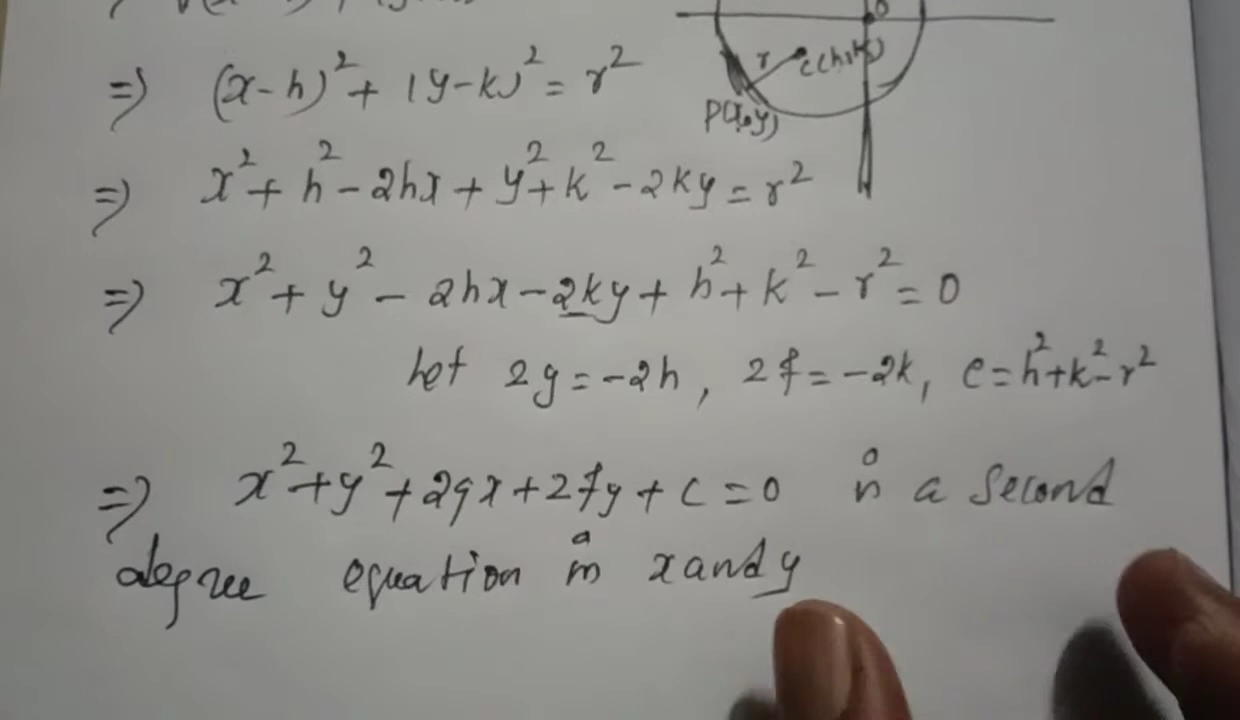 O
⇒ (x-h)² + (y-k)² = r²
r C(h,k)
P(x,y)
⇒ x² + h² - 2hx + y² + k² - 2ky = r²
⇒ x² + y² - 2hx - 2ky + h² + k² - r² = 0
Let 2g = -2h, 2f = -2k, c = h² + k² - r²
⇒ x² + y² + 2gx + 2fy + c = 0 is a second
degree equation in x and y